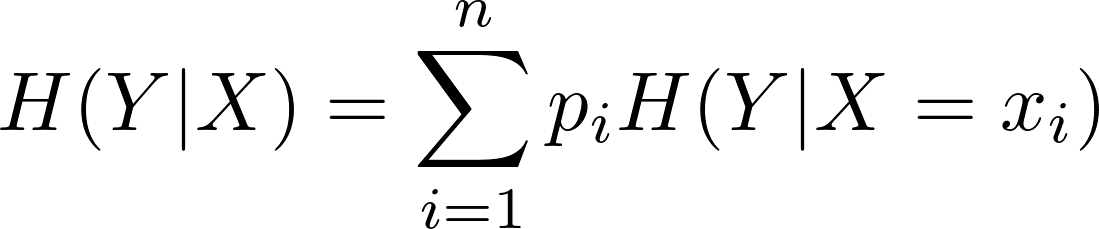 $H(Y|X) = \sum_{i=1}^{n} p_i H(Y|X = x_i)$